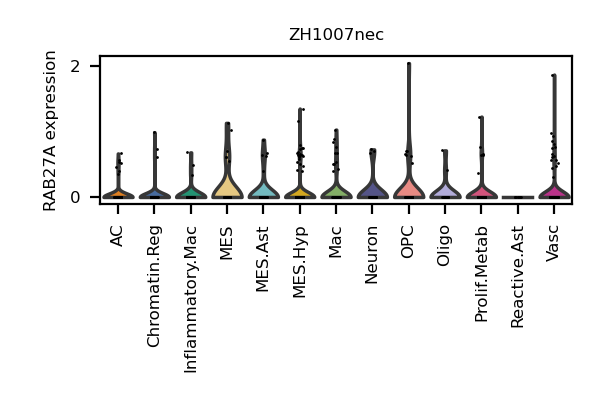 ZH1007nec
RAB27A expression
2
0
AC
Chromatin.Reg
Inflammatory.Mac
MES
MES.Ast
MES.Hyp
Mac
Neuron
OPC
Oligo
Prolif.Metab
Reactive.Ast
Vasc